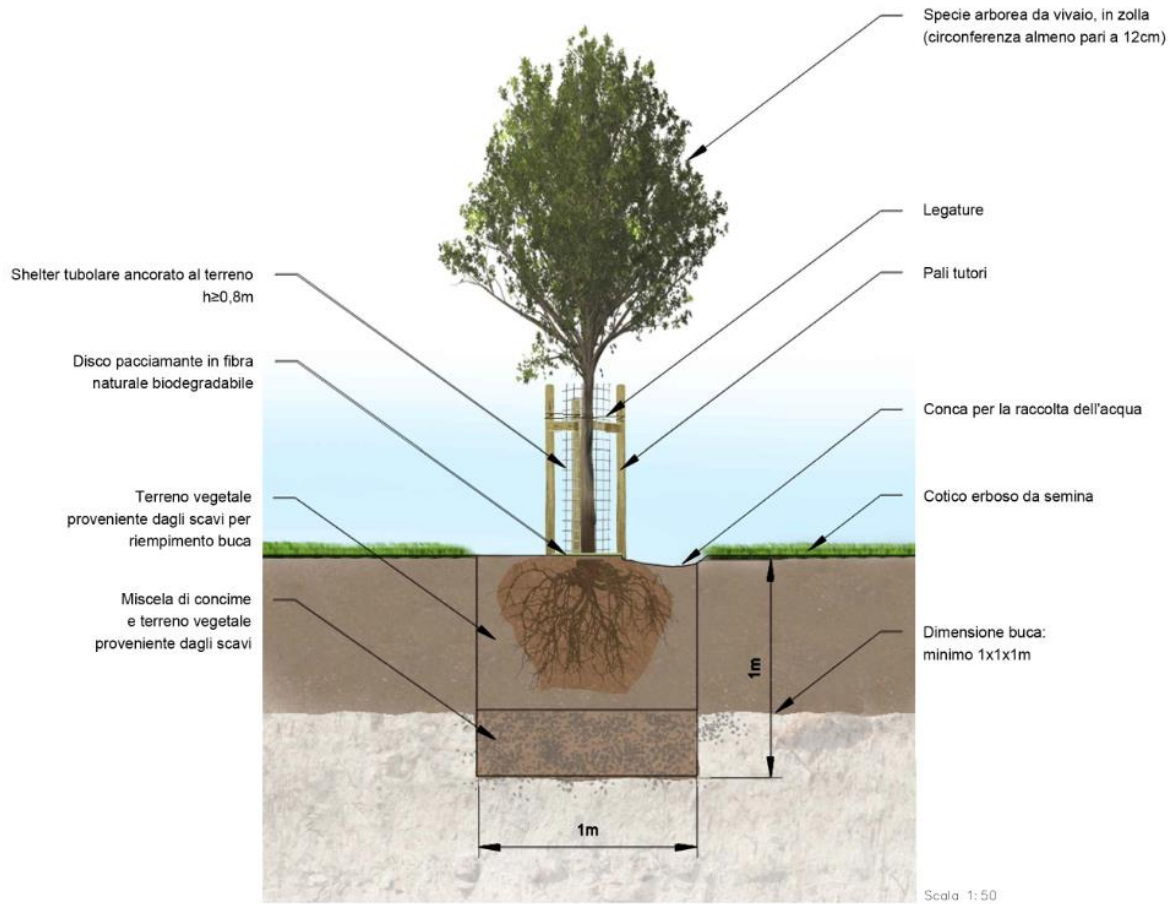 Specie arborea da vivaio, in zolla
(circonferenza almeno pari a 12cm)
Legature
Pali tutori
Conca per la raccolta dell'acqua
Cotico erboso da semina
Dimensione buca:
minimo 1x1x1m
Shelter tubolare ancorato al terreno
h≥0,8m
Disco pacciamante in fibra
naturale biodegradabile
Terreno vegetale
proveniente dagli scavi per
riempimento buca
Miscela di concime
e terreno vegetale
proveniente dagli scavi
1m
1m
Scala 1:50